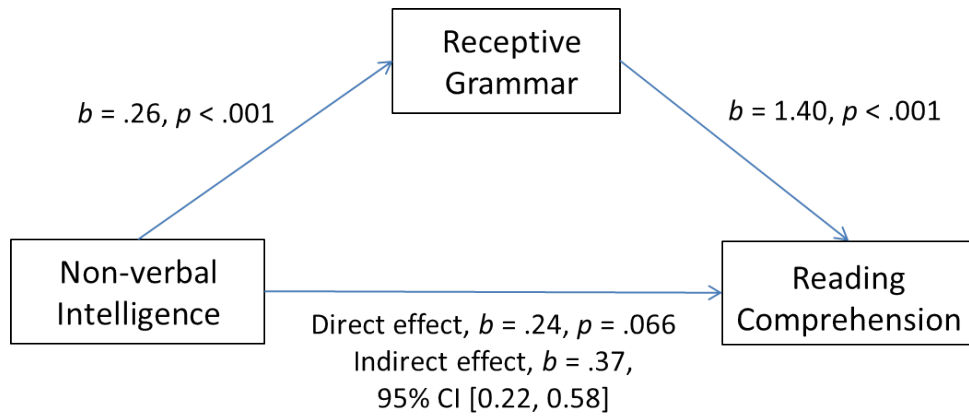 Receptive
Grammar
b = .26, p < .001
b = 1.40, p < .001
Non-verbal
Intelligence
Reading
Comprehension
Direct effect, b = .24, p = .066
Indirect effect, b = .37,
95% CI [0.22, 0.58]